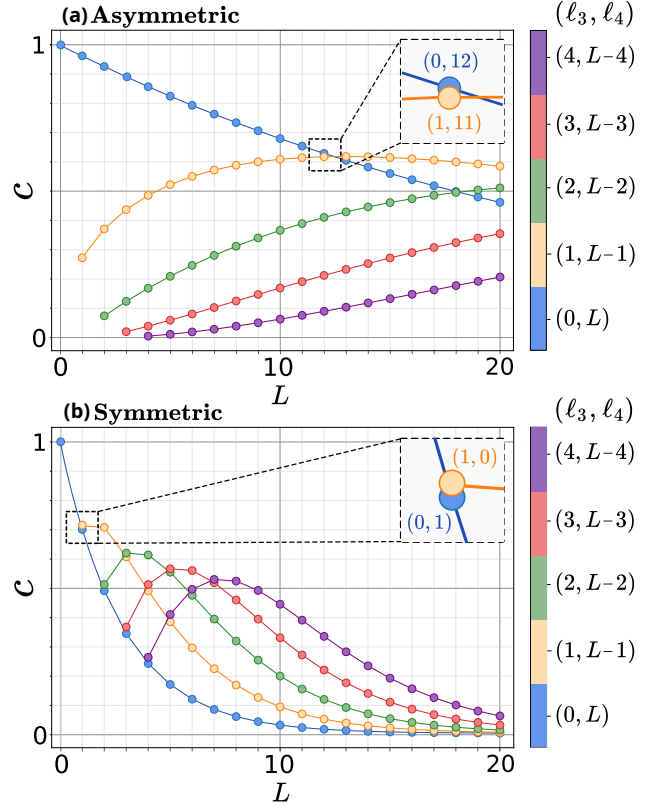 (a) Asymmetric
(ℓ₃, ℓ₄)
1
(0, 12)
(1, 11)
C
0
0
10
20
L
(4, L−4)
(3, L−3)
(2, L−2)
(1, L−1)
(0, L)
(b) Symmetric
(ℓ₃, ℓ₄)
1
(1, 0)
(0, 1)
C
0
0
10
20
L
(4, L−4)
(3, L−3)
(2, L−2)
(1, L−1)
(0, L)